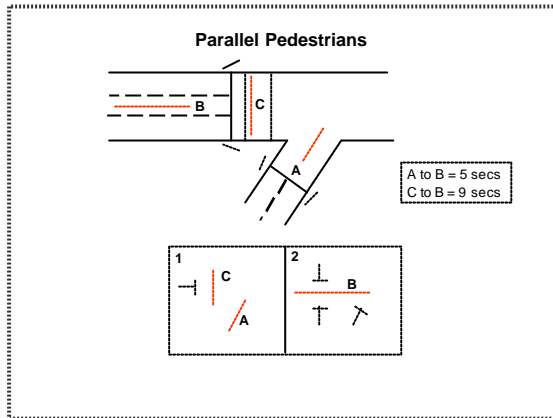 Parallel Pedestrians
B
C
A
A to B = 5 secs
C to B = 9 secs
1
C
A
2
B